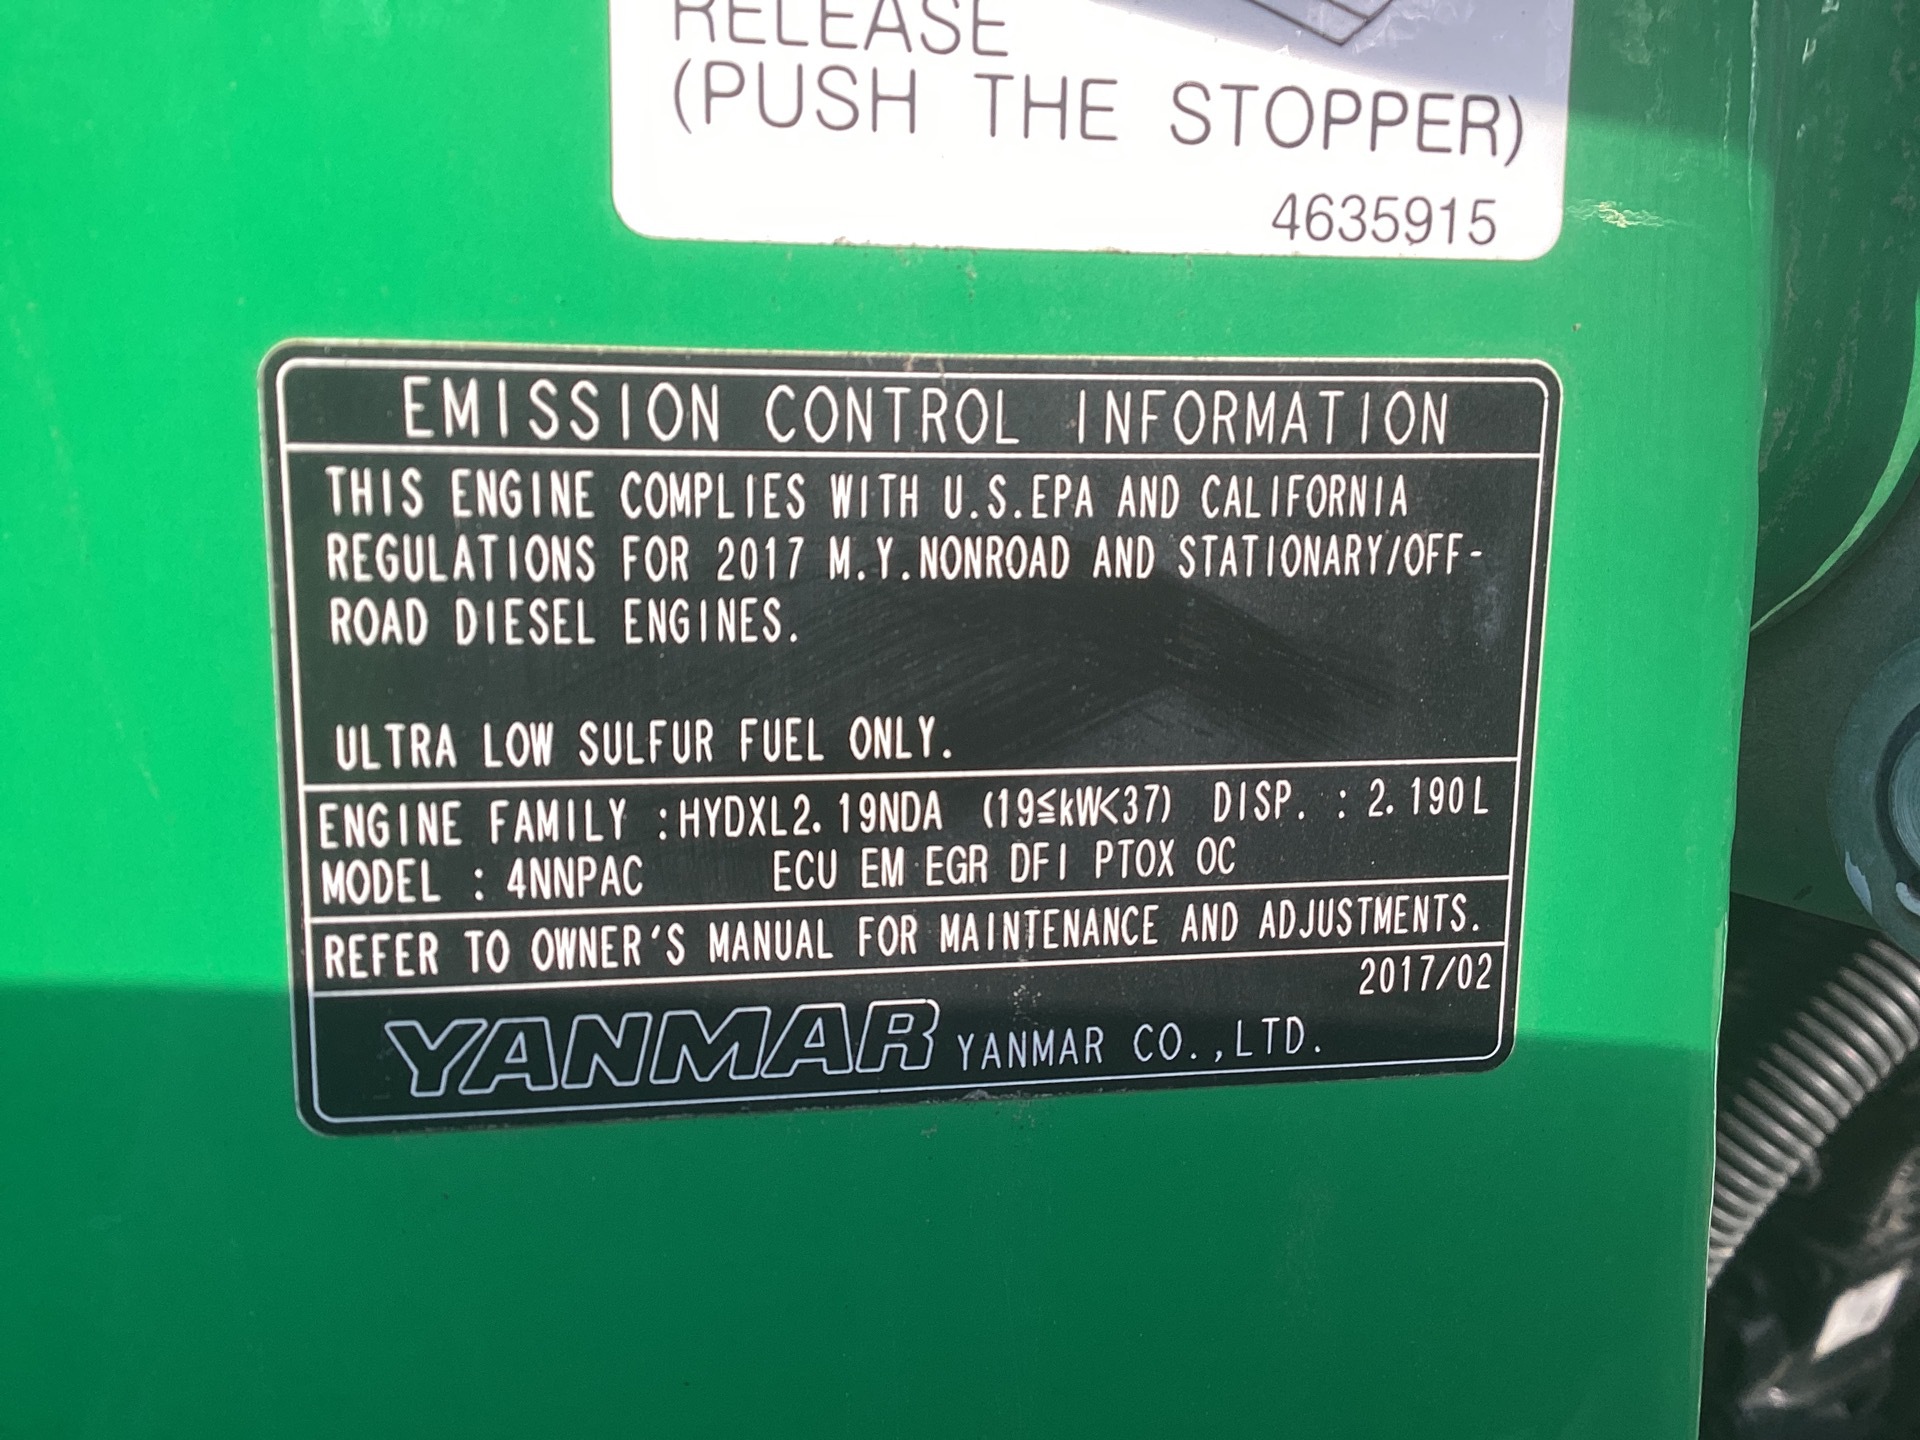 RELEASE
(PUSH THE STOPPER)
4635915
EMISSION CONTROL INFORMATION
THIS ENGINE COMPLIES WITH U.S.EPA AND CALIFORNIA
REGULATIONS FOR 2017 M.Y.NONROAD AND STATIONARY/OFF-
ROAD DIESEL ENGINES.
ULTRA LOW SULFUR FUEL ONLY.
ENGINE FAMILY :HYDXL2.19NDA (19≦kW<37) DISP. : 2.190L
MODEL : 4NNPAC ECU EM EGR DFI PTOX OC
REFER TO OWNER'S MANUAL FOR MAINTENANCE AND ADJUSTMENTS.
2017/02
YANMAR YANMAR CO.,LTD.